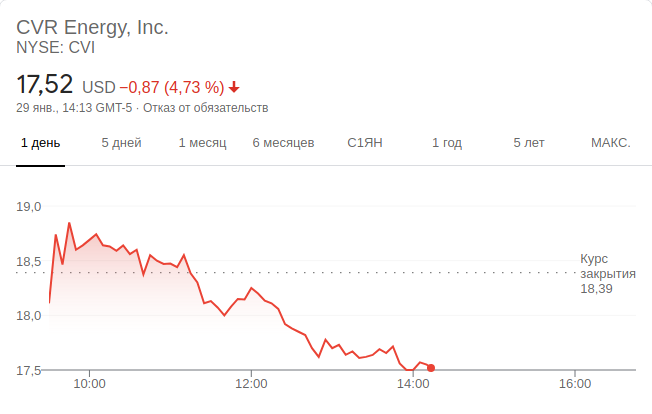 CVR Energy, Inc.
NYSE: CVI
17,52 USD −0,87 (4,73 %)
29 янв., 14:13 GMT-5 · Отказ от обязательств
1 день 5 дней 1 месяц 6 месяцев С1ЯН 1 год 5 лет МАКС.
19,0
18,5
Курс
закрытия
18,39
18,0
17,5
10:00 12:00 14:00 16:00